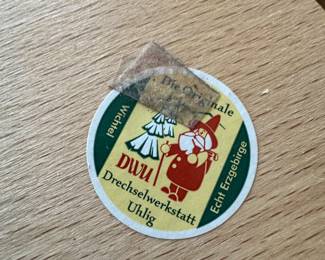 Die Originale
Wichtel
DWU
Drechselwerkstatt
Uhlig
Echt Erzgebirge